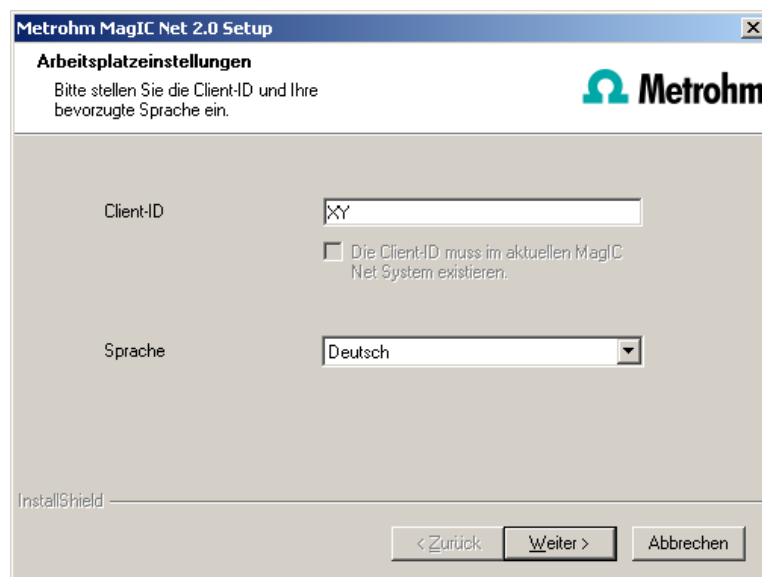 Metrohm MagIC Net 2.0 Setup
Arbeitsplatzeinstellungen
Bitte stellen Sie die Client-ID und Ihre
bevorzugte Sprache ein.
Metrohm
Client-ID
XY
Die Client-ID muss im aktuellen MagIC
Net System existieren.
Sprache
Deutsch
InstallShield
< Zurück
Weiter >
Abbrechen